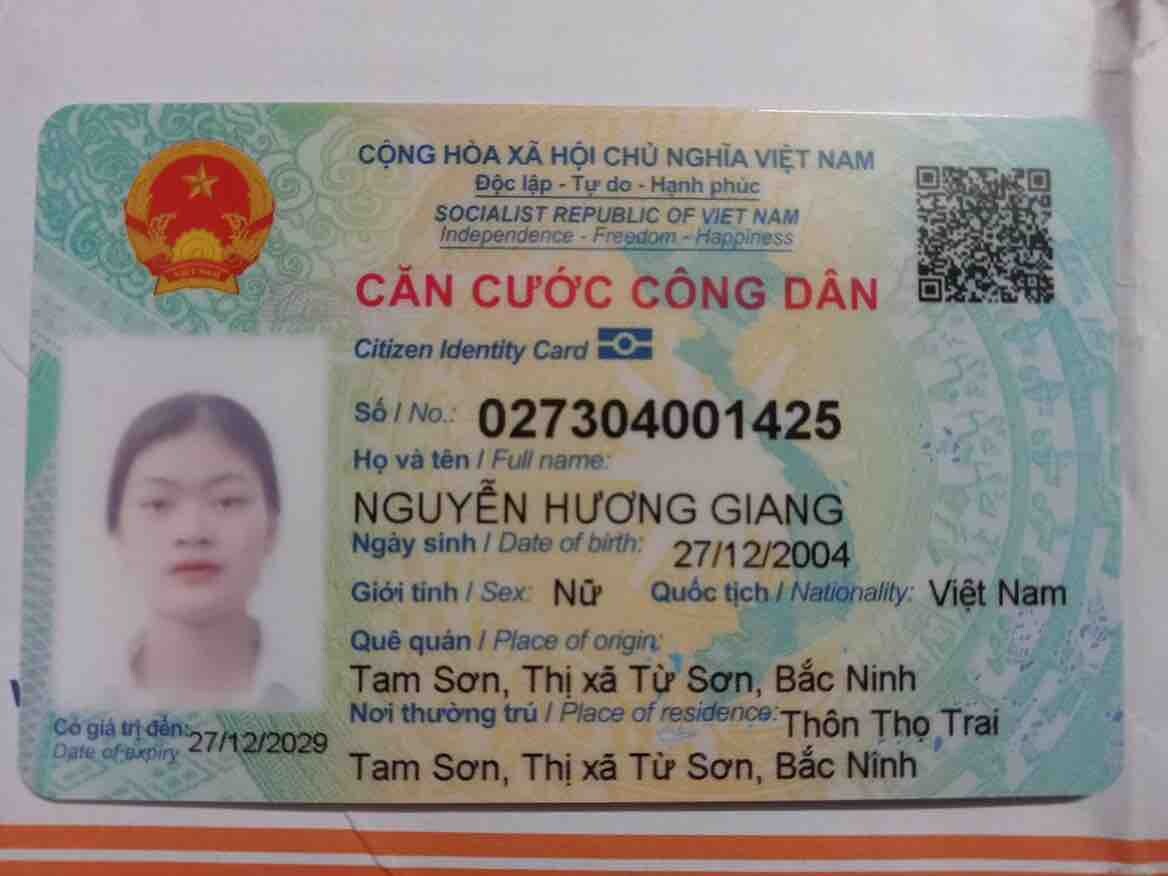 CỘNG HÒA XÃ HỘI CHỦ NGHĨA VIỆT NAM
Độc lập - Tự do - Hạnh phúc
SOCIALIST REPUBLIC OF VIET NAM
Independence - Freedom - Happiness
CĂN CƯỚC CÔNG DÂN
Citizen Identity Card
Số / No.: 027304001425
Họ và tên / Full name:
NGUYỄN HƯƠNG GIANG
Ngày sinh / Date of birth: 27/12/2004
Giới tính / Sex: Nữ Quốc tịch / Nationality: Việt Nam
Quê quán / Place of origin:
Tam Sơn, Thị xã Từ Sơn, Bắc Ninh
Nơi thường trú / Place of residence: Thôn Thọ Trai
Tam Sơn, Thị xã Từ Sơn, Bắc Ninh
Có giá trị đến: 27/12/2029
Date of expiry
VIỆT NAM